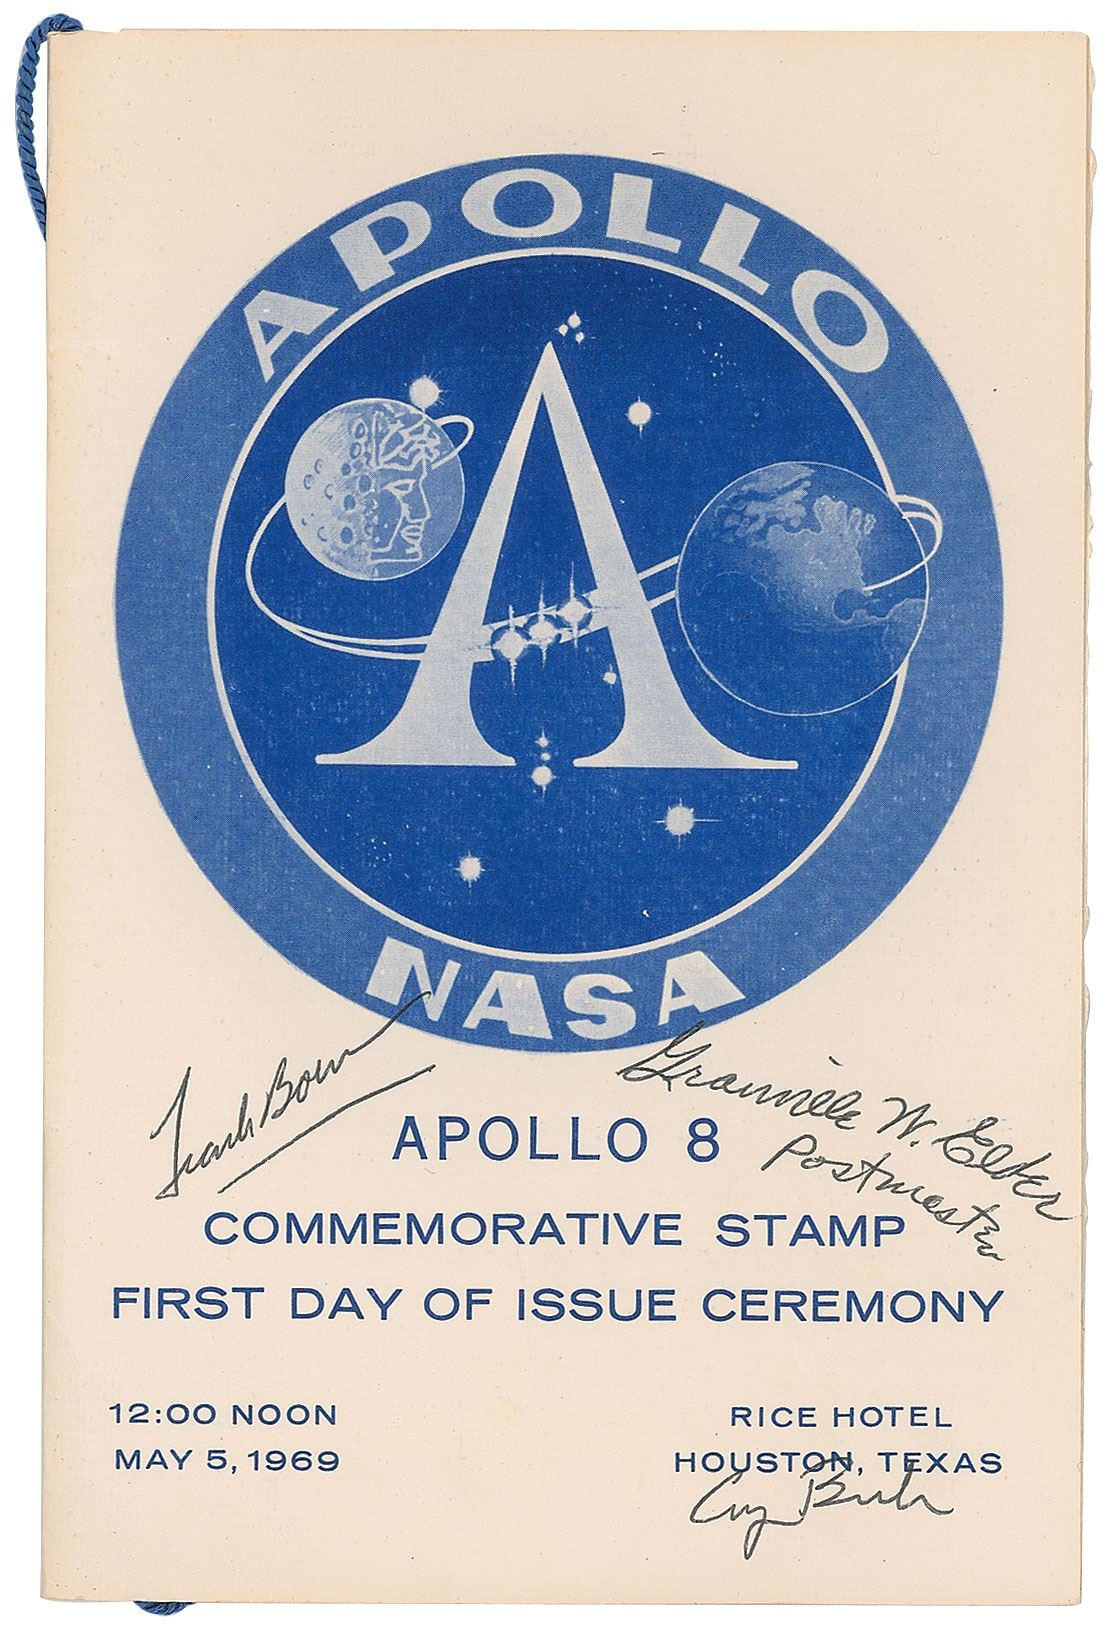 APOLLO
NASA
Frank Borman
Granville W. Elder
Postmaster
APOLLO 8
COMMEMORATIVE STAMP
FIRST DAY OF ISSUE CEREMONY
12:00 NOON
MAY 5, 1969
RICE HOTEL
HOUSTON, TEXAS